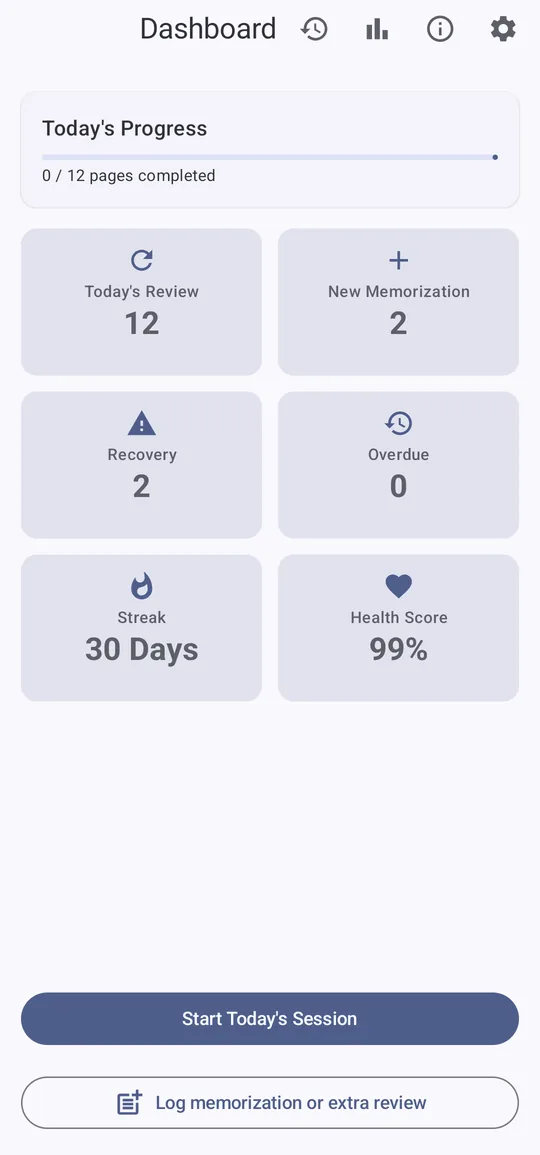 Dashboard
Today's Progress
0 / 12 pages completed
Today's Review
12
New Memorization
2
Recovery
2
Overdue
0
Streak
30 Days
Health Score
99%
Start Today's Session
Log memorization or extra review